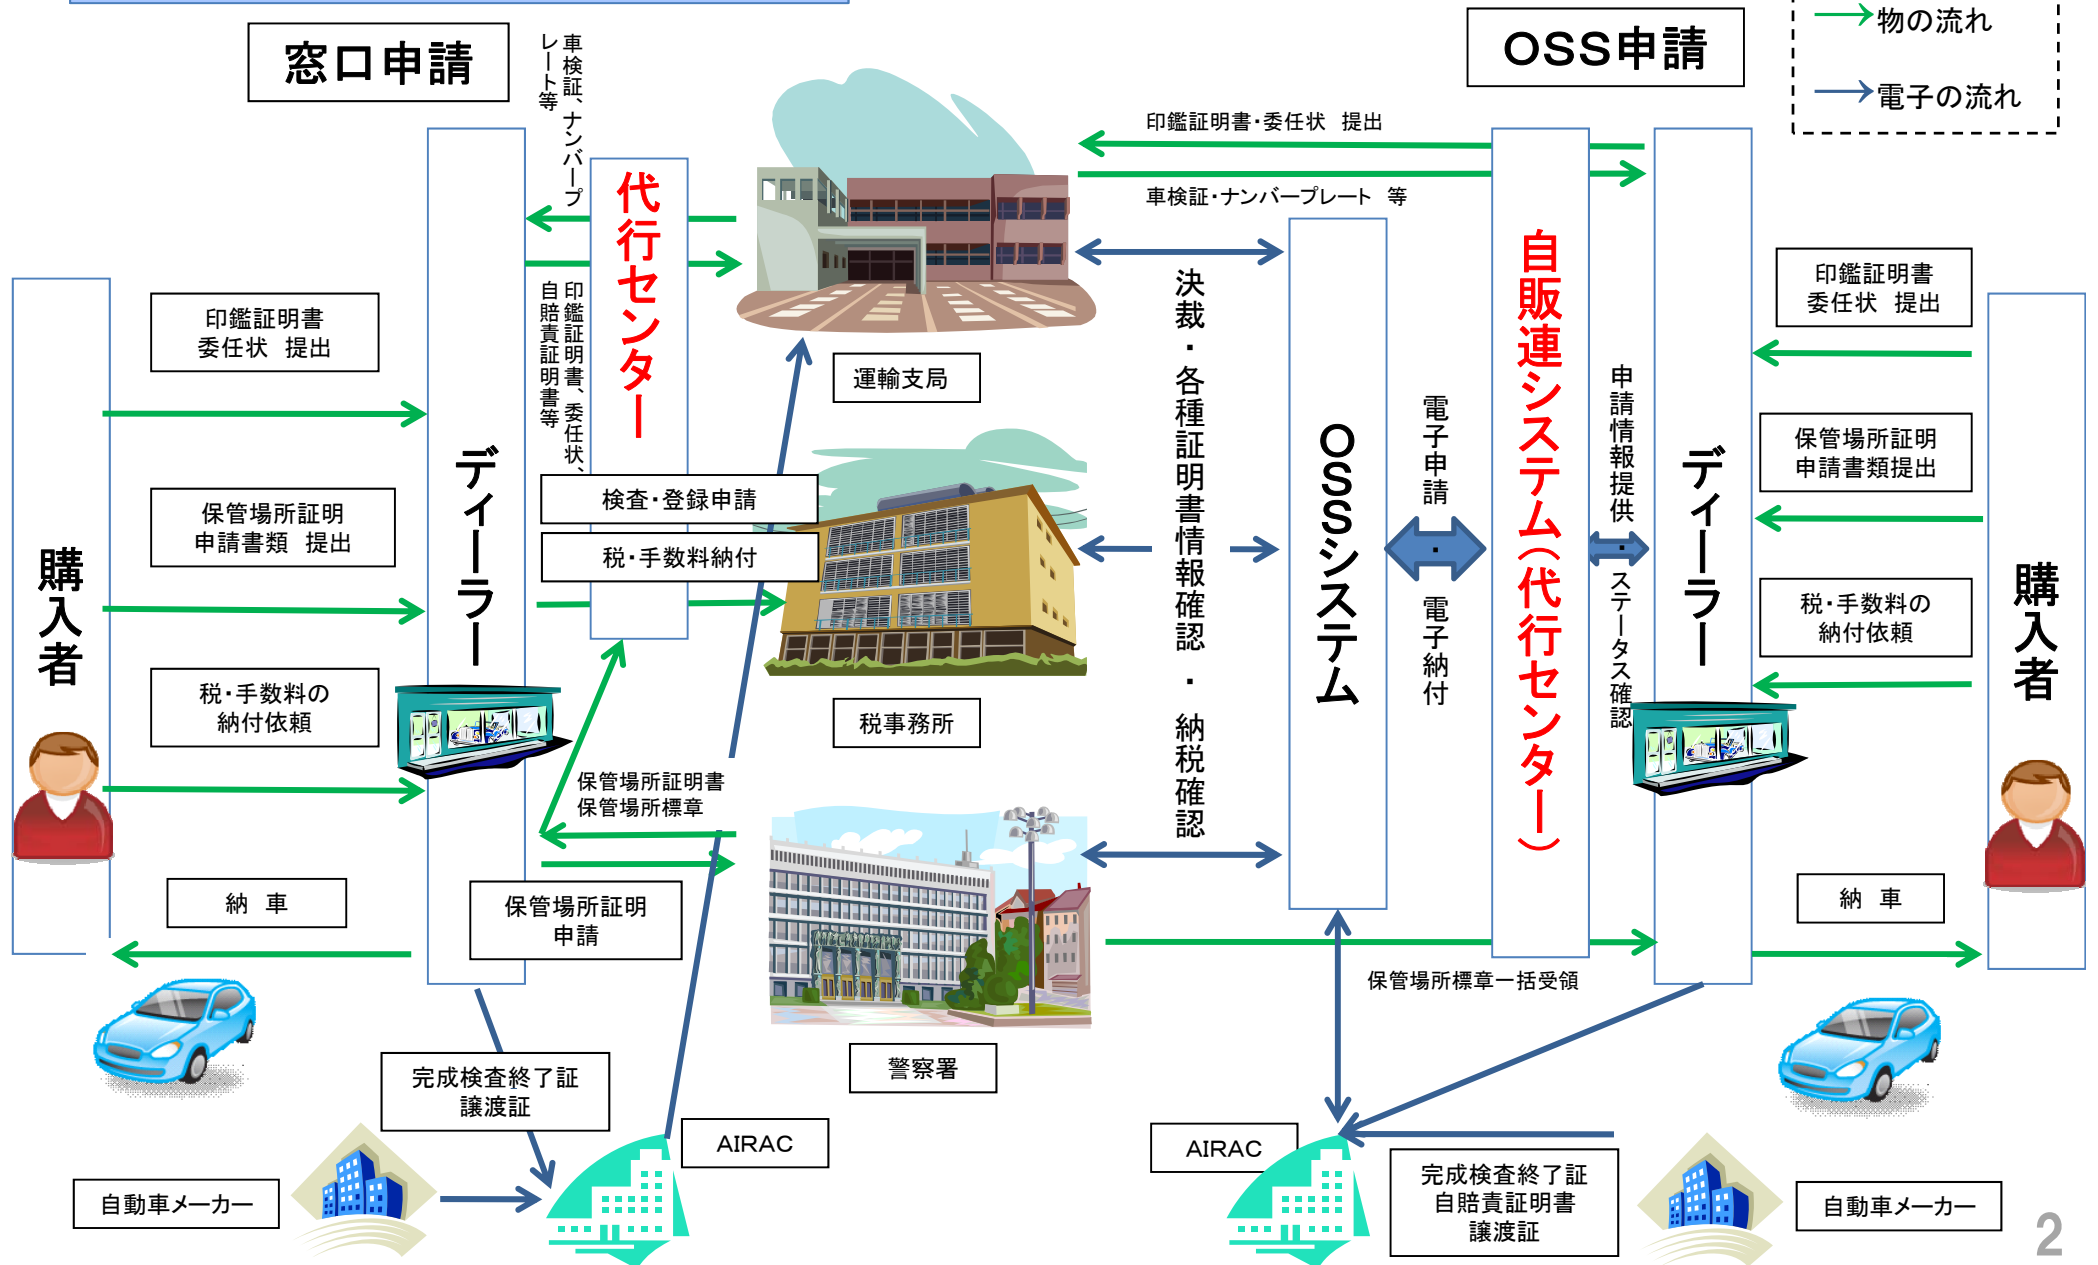 窓口申請
OSS申請
物の流れ
電子の流れ
車検証、ナンバープ
レート等
代行センター
印鑑証明書、委任状、
自賠責証明書等
印鑑証明書
委任状　提出
保管場所証明
申請書類　提出
税・手数料の
納付依頼
納　車
購入者
ディーラー
検査・登録申請
税・手数料納付
保管場所証明書
保管場所標章
保管場所証明
申請
完成検査終了証
譲渡証
自動車メーカー
AIRAC
運輸支局
税事務所
警察署
印鑑証明書・委任状　提出
車検証・ナンバープレート　等
決裁・各種証明書情報確認・納税確認
OSSシステム
電子申請・電子納付
自販連システム（代行センター）
申請情報提供・ステータス確認
ディーラー
印鑑証明書
委任状　提出
保管場所証明
申請書類提出
税・手数料の
納付依頼
購入者
納　車
保管場所標章一括受領
AIRAC
完成検査終了証
自賠責証明書
譲渡証
自動車メーカー
2